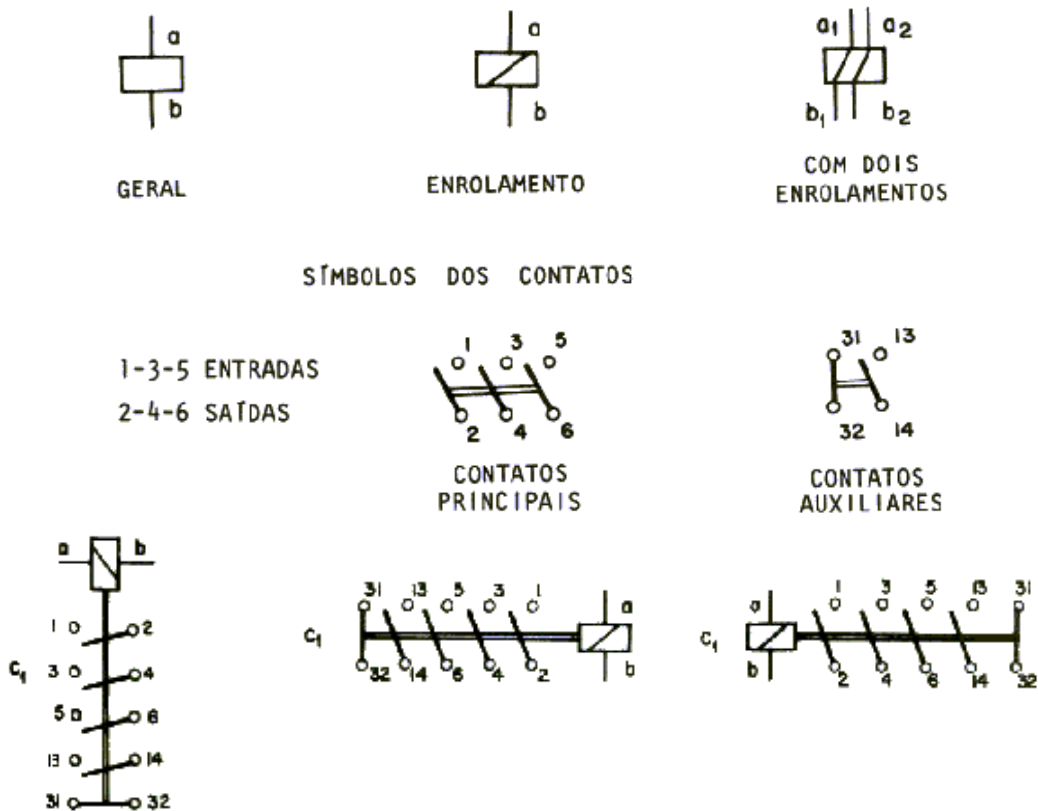 a
b
GERAL
a
b
ENROLAMENTO
a1 a2
b1 b2
COM DOIS
ENROLAMENTOS
SÍMBOLOS DOS CONTATOS
1-3-5 ENTRADAS
2-4-6 SAÍDAS
1 3 5
2 4 6
CONTATOS
PRINCIPAIS
31 13
32 14
CONTATOS
AUXILIARES
a b
1 2
C1 3 4
5 6
13 14
31 32
31 13 5 3 1
a
C1
b
32 14 6 4 2
1 3 5 13 31
a
C1
b
2 4 6 14 32